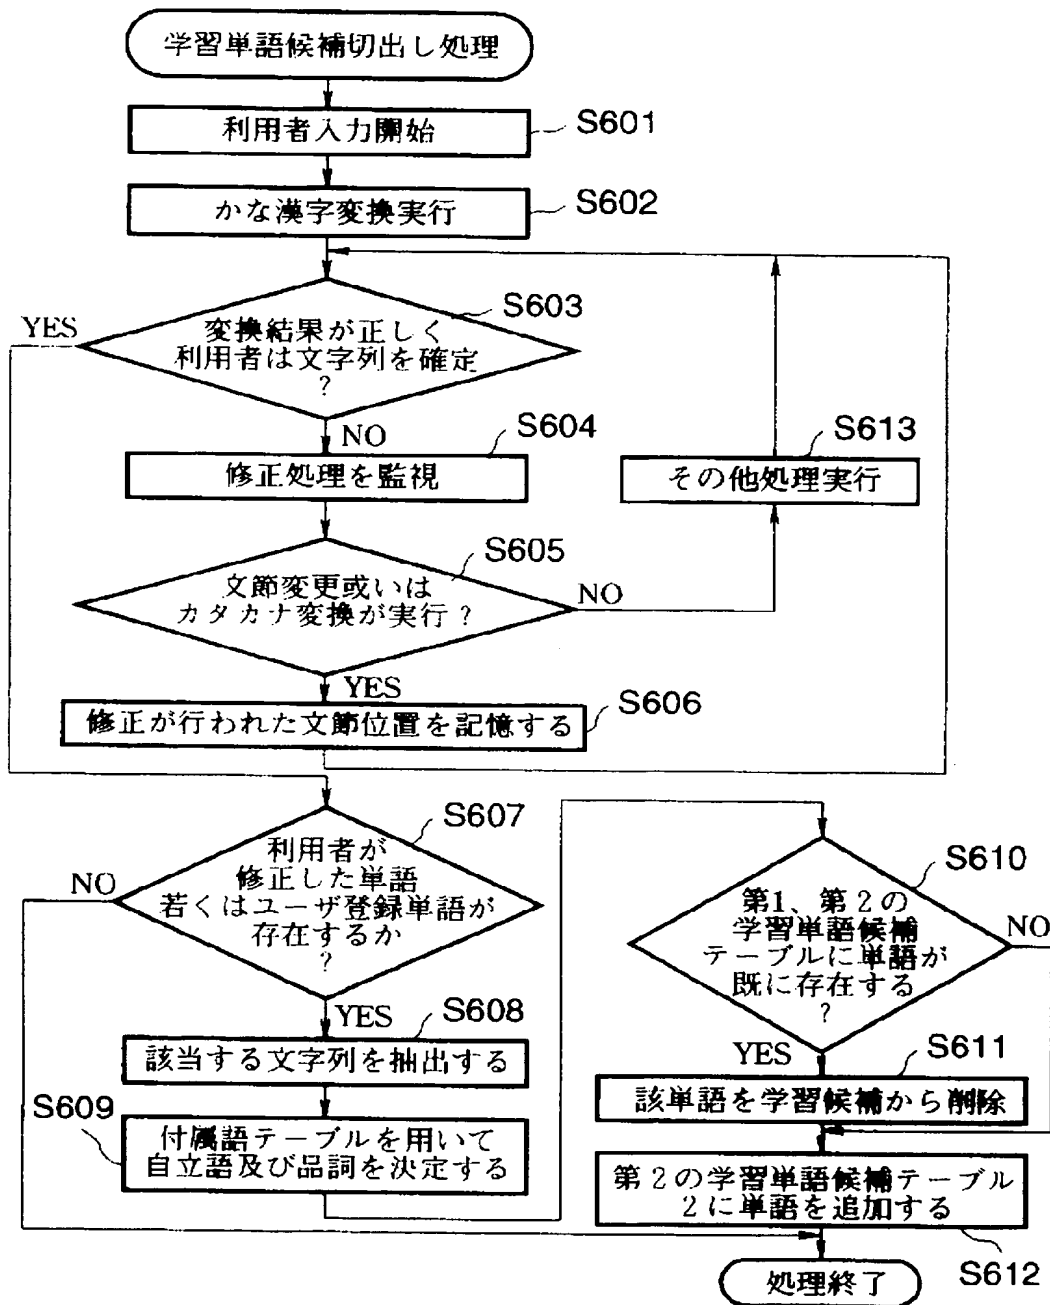 学習単語候補切出し処理
利用者入力開始
S601
かな漢字変換実行
S602
変換結果が正しく
利用者は文字列を確定
?
S603
YES
NO
修正処理を監視
S604
その他処理実行
S613
文節変更或いは
カタカナ変換が実行?
S605
NO
YES
修正が行われた文節位置を記憶する
S606
利用者が
修正した単語
若くはユーザ登録単語が
存在するか
?
S607
NO
YES
該当する文字列を抽出する
S608
付属語テーブルを用いて
自立語及び品詞を決定する
S609
第1、第2の
学習単語候補
テーブルに単語が
既に存在する
?
S610
NO
YES
該単語を学習候補から削除
S611
第2の学習単語候補テーブル
2に単語を追加する
S612
処理終了